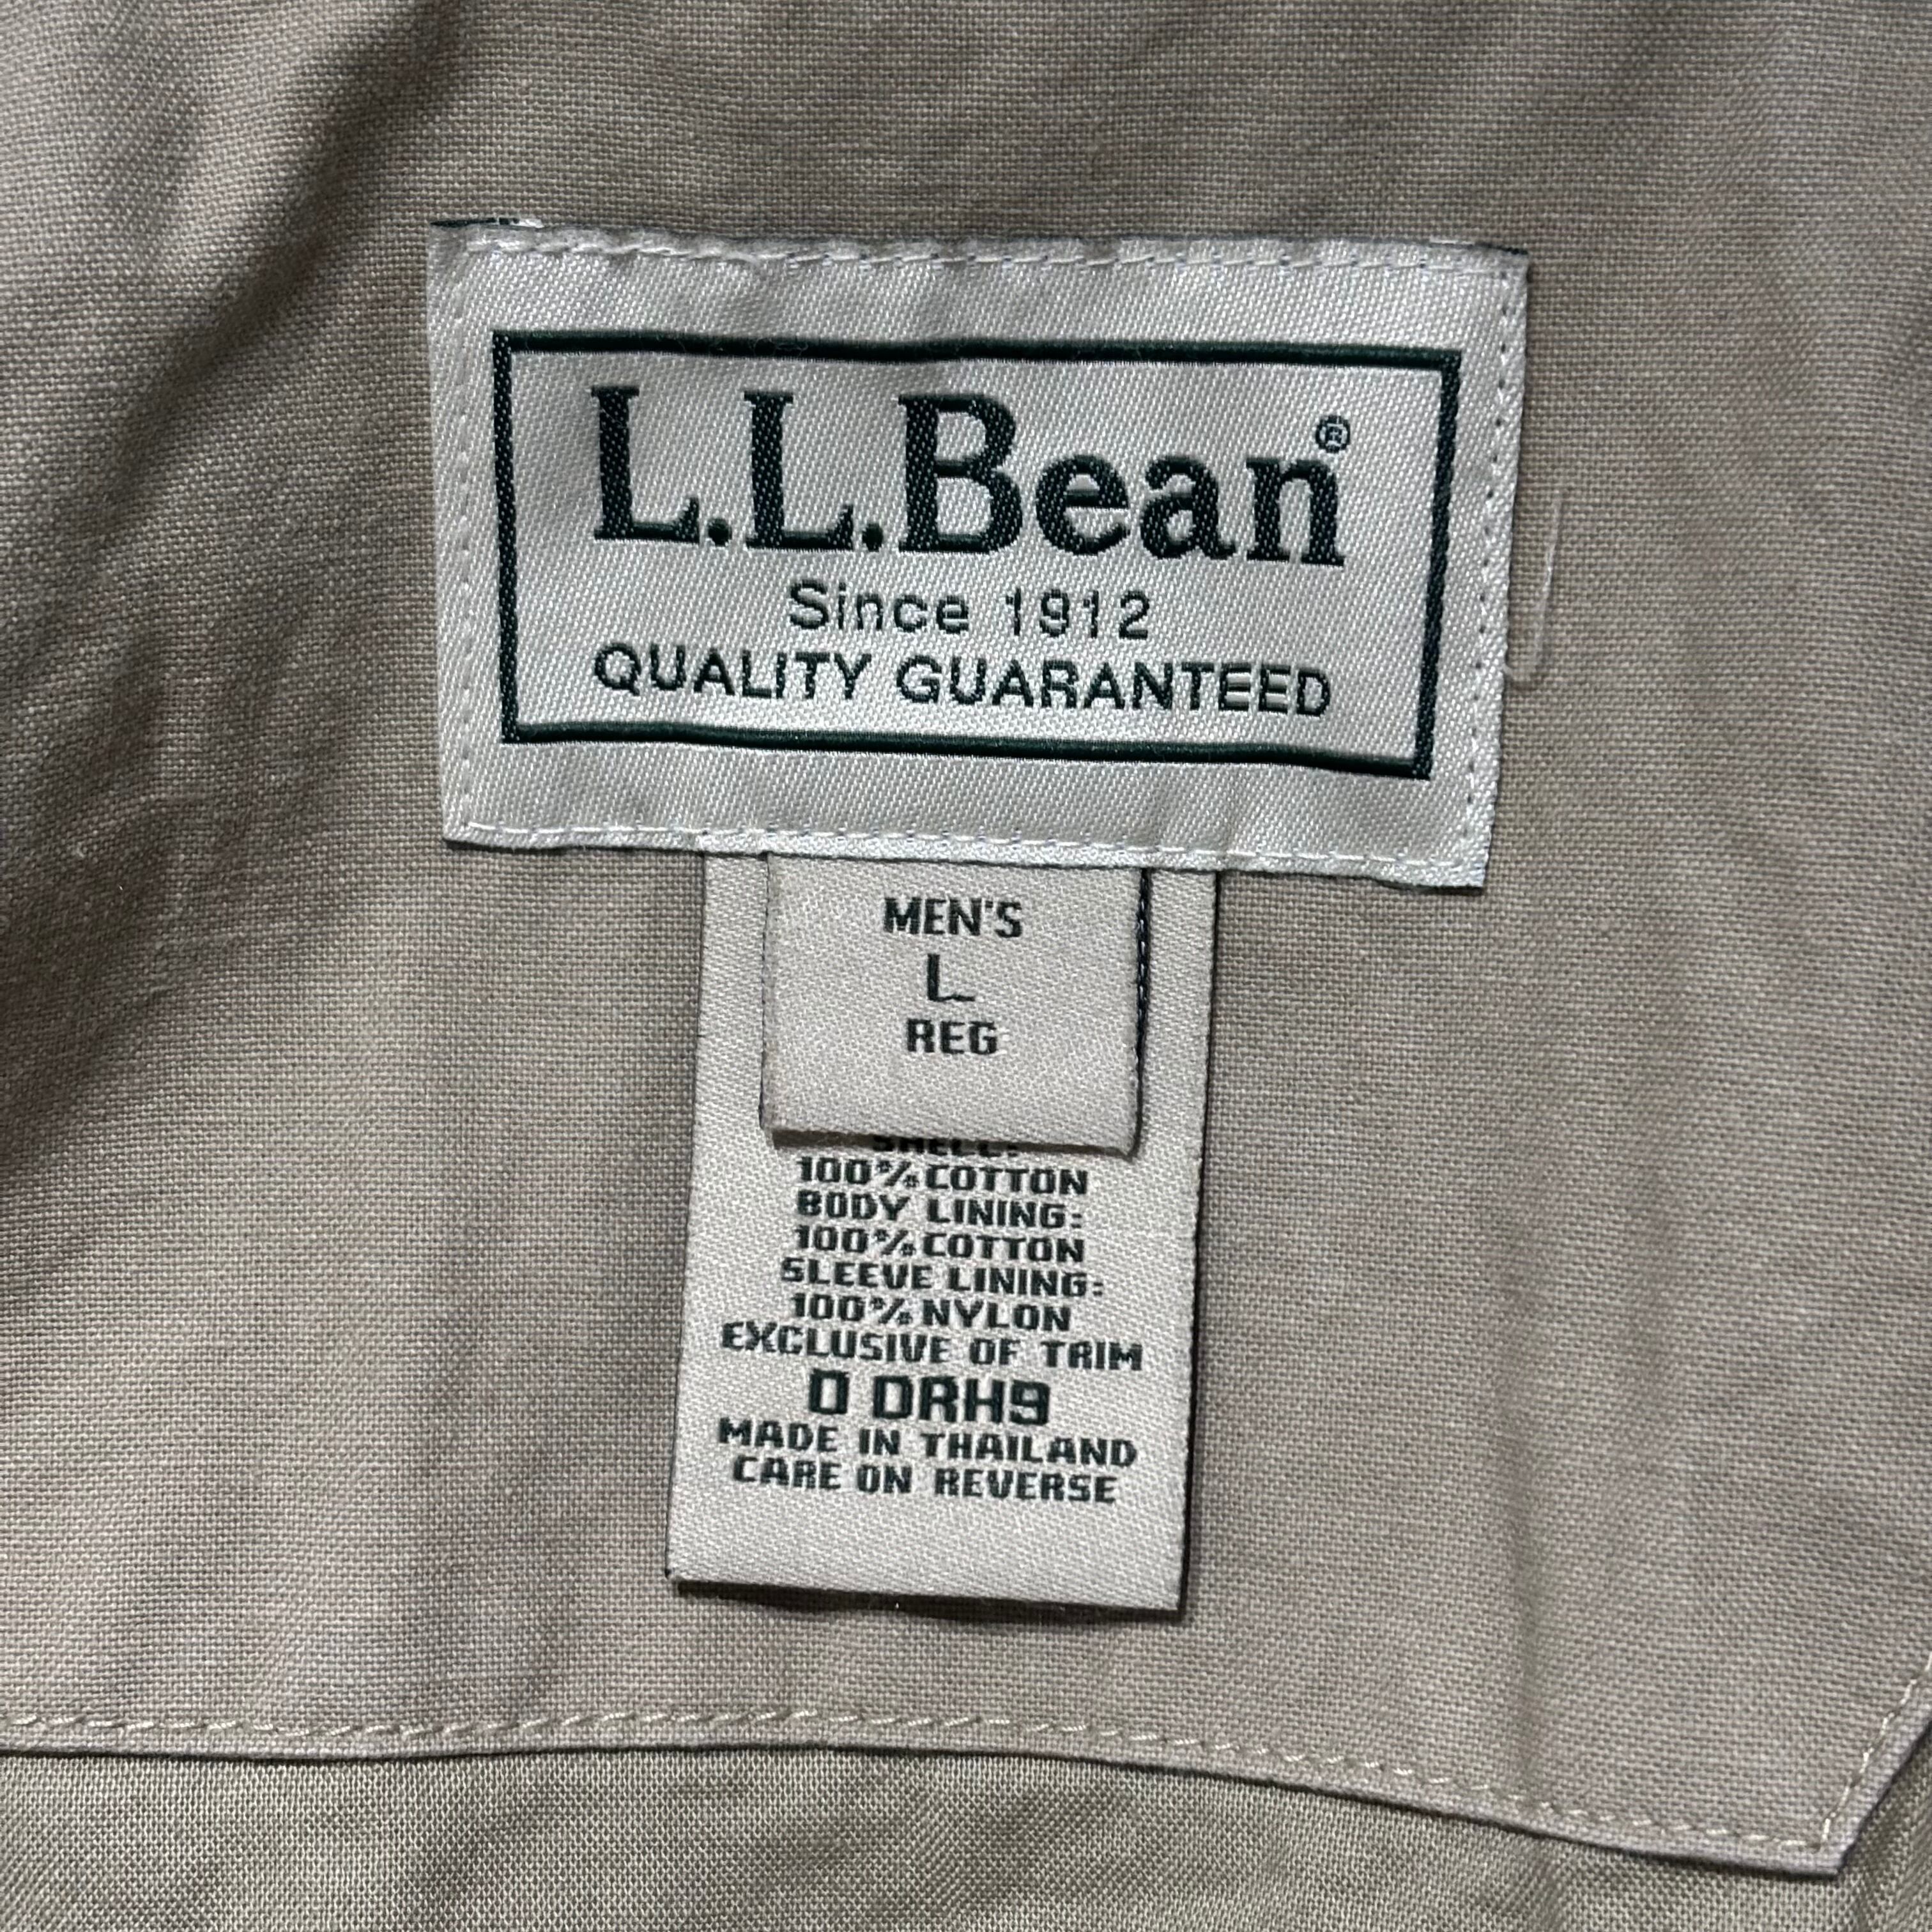 L.L.Bean®
Since 1912
QUALITY GUARANTEED
MEN'S
L
REG
SHELL:
100% COTTON
BODY LINING:
100% COTTON
SLEEVE LINING:
100% NYLON
EXCLUSIVE OF TRIM
0 DRH9
MADE IN THAILAND
CARE ON REVERSE